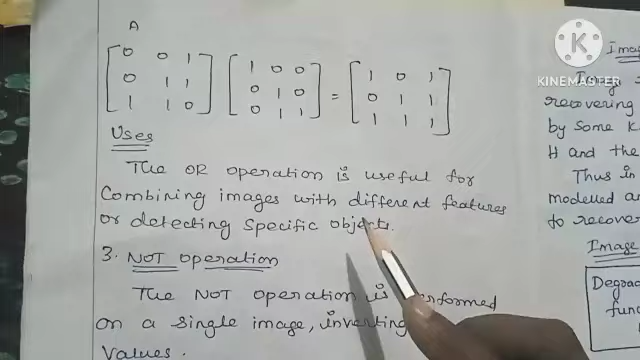 A
0 0 1 1 0 0 1 0 1
0 1 1 0 1 0 = 0 1 1
1 1 0 0 1 1 1 1 1
Uses
The OR operation is useful for
Combining images with different features
or detecting specific objects.
3. NOT operation
The NOT operation is
on a single image, inverting
values.
KINEMASTER
recovering
by some
H and the
Thus in
modelled
to recover
Image
Degrad
func